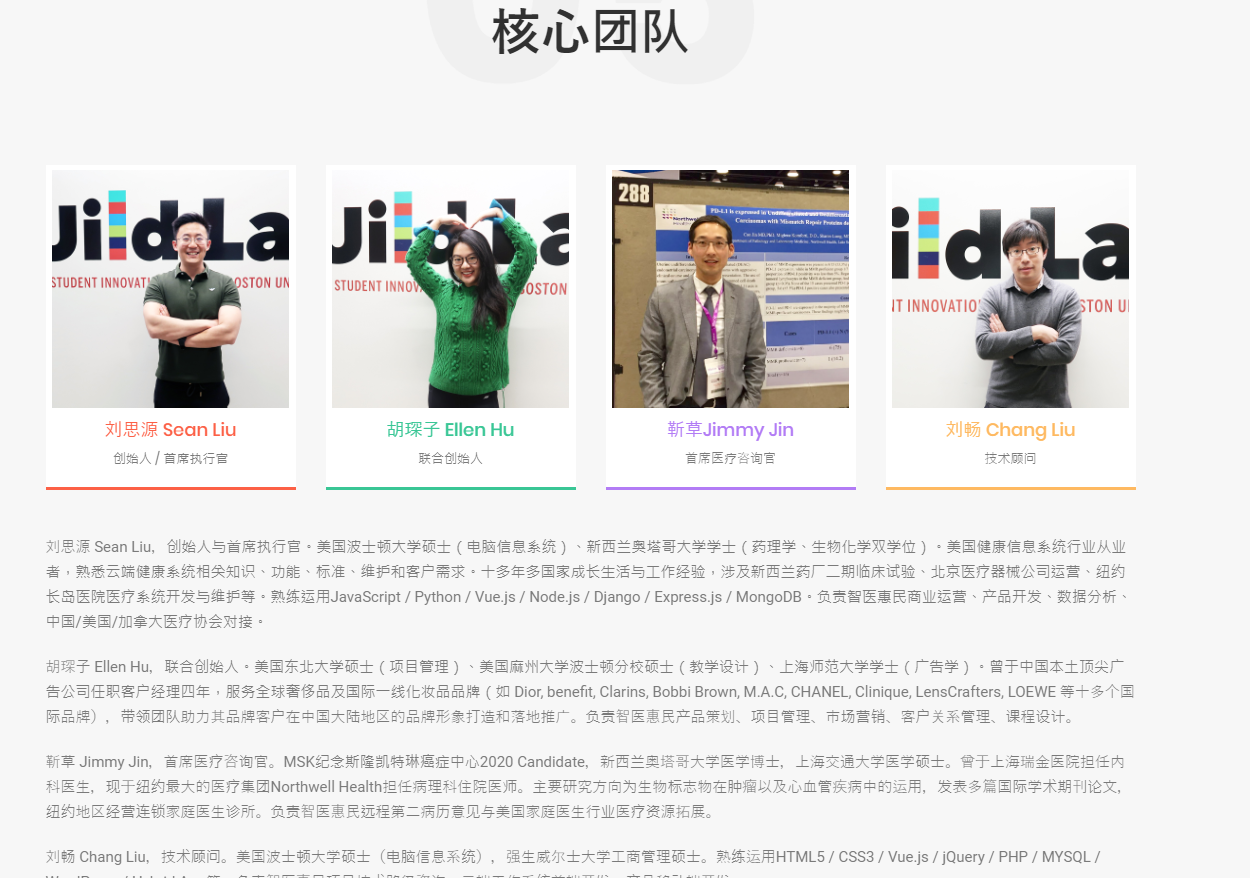 核心团队
JildLa
STUDENT INNOVAT
OSTON UN
JildLa
STUDENT INNOVAT
BOSTON
288
ildLa
NT INNOVATIO
STON U
刘思源 Sean Liu
创始人 / 首席执行官
胡琛子 Ellen Hu
联合创始人
靳草Jimmy Jin
首席医疗咨询官
刘畅 Chang Liu
技术顾问
刘思源 Sean Liu, 创始人与首席执行官。美国波士顿大学硕士（电脑信息系统）、新西兰奥塔哥大学学士（药理学、生物化学双学位）。美国健康信息系统行业从业
者，熟悉云端健康系统相关知识、功能、标准、维护和客户需求。十多年多国家成长生活与工作经验，涉及新西兰药厂二期临床试验、北京医疗器械公司运营、纽约
长岛医院医疗系统开发与维护等。熟练运用JavaScript / Python / Vue.js / Node.js / Django / Express.js / MongoDB。负责智医惠民商业运营、产品开发、数据分析、
中国/美国/加拿大医疗协会对接。
胡琛子 Ellen Hu, 联合创始人。美国东北大学硕士（项目管理）、美国麻州大学波士顿分校硕士（教学设计）、上海师范大学学士（广告学）。曾于中国本土顶尖广
告公司任职客户经理四年，服务全球奢侈品及国际一线化妆品品牌（如 Dior, benefit, Clarins, Bobbi Brown, M.A.C, CHANEL, Clinique, LensCrafters, LOEWE 等十多个国
际品牌），带领团队助力其品牌客户在中国大陆地区的品牌形象打造和落地推广。负责智医惠民产品策划、项目管理、市场营销、客户关系管理、课程设计。
靳草 Jimmy Jin, 首席医疗咨询官。MSK纪念斯隆凯特琳癌症中心2020 Candidate, 新西兰奥塔哥大学医学博士，上海交通大学医学硕士。曾于上海瑞金医院担任内
科医生，现于纽约最大的医疗集团Northwell Health担任病理科住院医师。主要研究方向为生物标志物在肿瘤以及心血管疾病中的运用，发表多篇国际学术期刊论文，
纽约地区经营连锁家庭医生诊所。负责智医惠民远程第二病历意见与美国家庭医生行业医疗资源拓展。
刘畅 Chang Liu, 技术顾问。美国波士顿大学硕士（电脑信息系统），强生威尔士大学工商管理硕士。熟练运用HTML5 / CSS3 / Vue.js / jQuery / PHP / MYSQL /